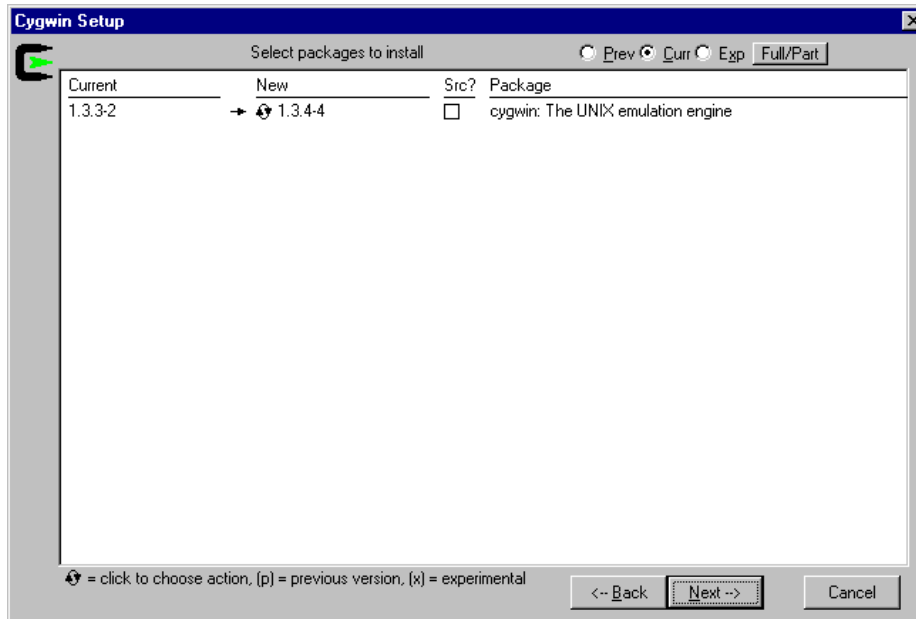 Cygwin Setup
Select packages to install Prev Curr Exp Full/Part
Current New Src? Package
1.3.3-2 1.3.4-4 cygwin: The UNIX emulation engine
= click to choose action, (p) = previous version, (x) = experimental
<-- Back Next --> Cancel